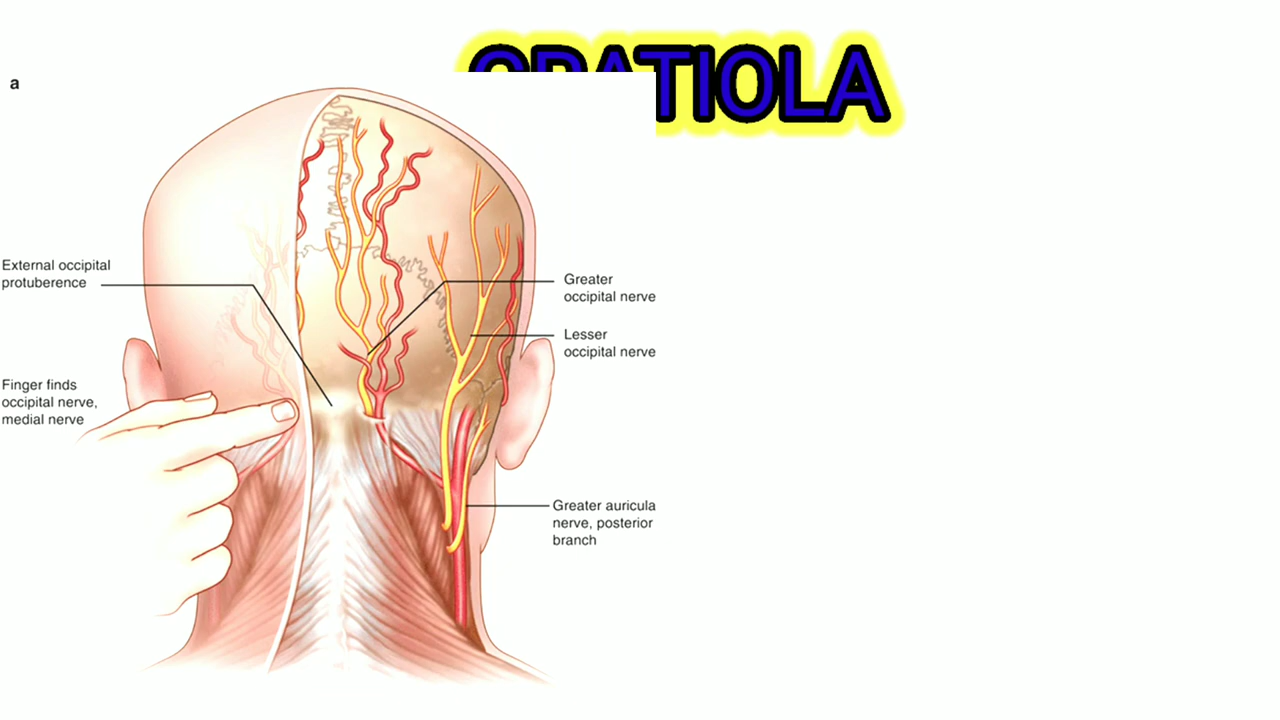 GRATIOLA
a
External occipital
protuberence
Greater
occipital nerve
Lesser
occipital nerve
Finger finds
occipital nerve,
medial nerve
Greater auricula
nerve, posterior
branch